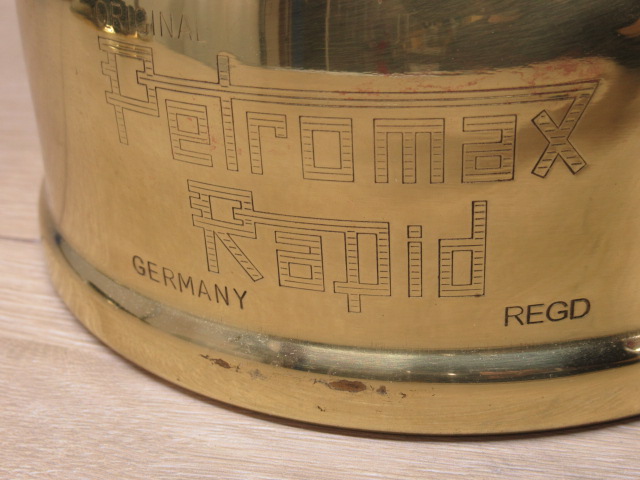 ORIGINAL
Petromax
Rapid
GERMANY
REGD